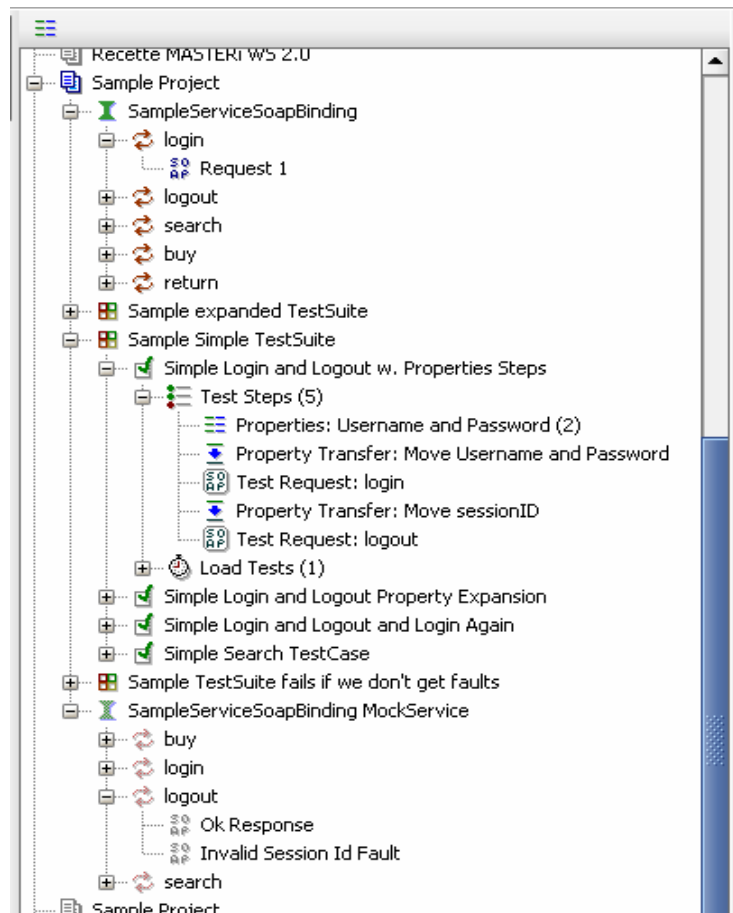 Recette MASTERi WS 2.0
Sample Project
SampleServiceSoapBinding
login
Request 1
logout
search
buy
return
Sample expanded TestSuite
Sample Simple TestSuite
Simple Login and Logout w. Properties Steps
Test Steps (5)
Properties: Username and Password (2)
Property Transfer: Move Username and Password
Test Request: login
Property Transfer: Move sessionID
Test Request: logout
Load Tests (1)
Simple Login and Logout Property Expansion
Simple Login and Logout and Login Again
Simple Search TestCase
Sample TestSuite fails if we don't get faults
SampleServiceSoapBinding MockService
buy
login
logout
Ok Response
Invalid Session Id Fault
search
Sample Project